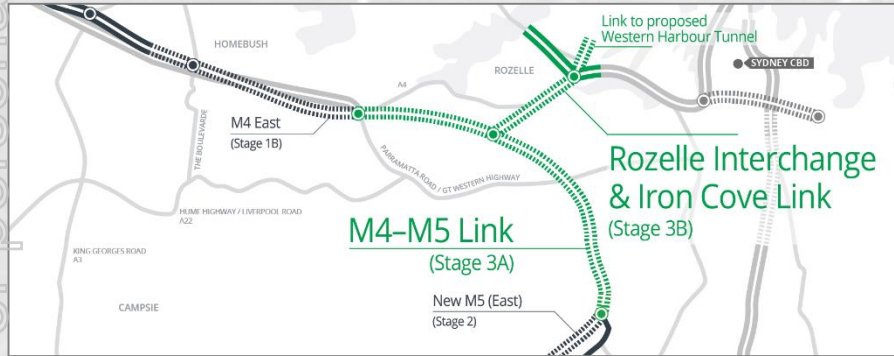 HOMEBUSH
Link to proposed
Western Harbour Tunnel
ROZELLE
SYDNEY CBD
A4
M4 East
(Stage 1B)
THE BOULEVARDE
PARRAMATTA ROAD / GT WESTERN HIGHWAY
Rozelle Interchange
& Iron Cove Link
(Stage 3B)
HUME HIGHWAY / LIVERPOOL ROAD
A22
M4–M5 Link
(Stage 3A)
KING GEORGES ROAD
A3
CAMPSIE
New M5 (East)
(Stage 2)